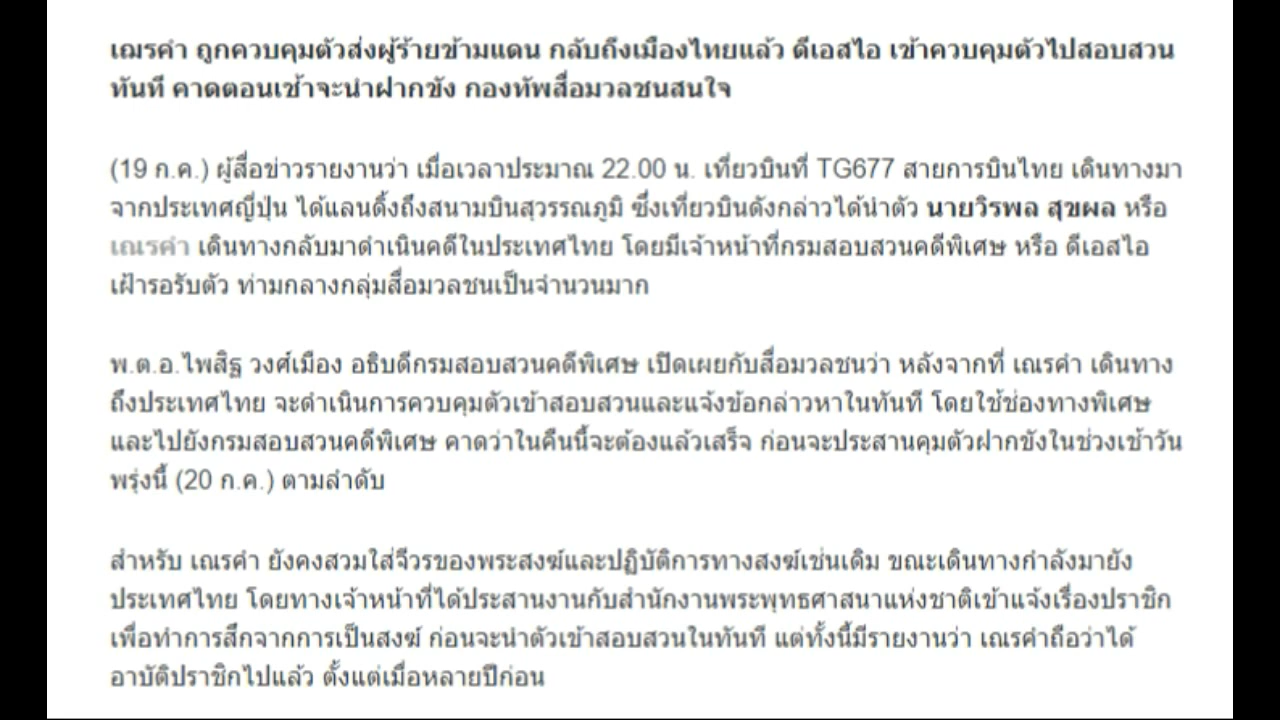 เณรคำ ถูกควบคุมตัวส่งผู้ร้ายข้ามแดน กลับถึงเมืองไทยแล้ว ดีเอสไอ เข้าควบคุมตัวไปสอบสวน
ทันที คาดตอนเช้าจะนำฝากขัง กองทัพสื่อมวลชนสนใจ
(19 ก.ค.) ผู้สื่อข่าวรายงานว่า เมื่อเวลาประมาณ 22.00 น. เที่ยวบินที่ TG677 สายการบินไทย เดินทางมา
จากประเทศญี่ปุ่น ได้แลนดิ้งถึงสนามบินสุวรรณภูมิ ซึ่งเที่ยวบินดังกล่าวได้นำตัว นายวิรพล สุขผล หรือ
เณรคำ เดินทางกลับมาดำเนินคดีในประเทศไทย โดยมีเจ้าหน้าที่กรมสอบสวนคดีพิเศษ หรือ ดีเอสไอ
เฝ้ารอรับตัว ท่ามกลางกลุ่มสื่อมวลชนเป็นจำนวนมาก
พ.ต.อ.ไพสิฐ วงศ์เมือง อธิบดีกรมสอบสวนคดีพิเศษ เปิดเผยกับสื่อมวลชนว่า หลังจากที่ เณรคำ เดินทาง
ถึงประเทศไทย จะดำเนินการควบคุมตัวเข้าสอบสวนและแจ้งข้อกล่าวหาในทันที โดยใช้ช่องทางพิเศษ
และไปยังกรมสอบสวนคดีพิเศษ คาดว่าในคืนนี้จะต้องแล้วเสร็จ ก่อนจะประสานคุมตัวฝากขังในช่วงเช้าวัน
พรุ่งนี้ (20 ก.ค.) ตามลำดับ
สำหรับ เณรคำ ยังคงสวมใส่จีวรของพระสงฆ์และปฏิบัติการทางสงฆ์เช่นเดิม ขณะเดินทางกำลังมายัง
ประเทศไทย โดยทางเจ้าหน้าที่ได้ประสานงานกับสำนักงานพระพุทธศาสนาแห่งชาติเข้าแจ้งเรื่องปราชิก
เพื่อทำการสึกจากการเป็นสงฆ์ ก่อนจะนำตัวเข้าสอบสวนในทันที แต่ทั้งนี้มีรายงานว่า เณรคำถือว่าได้
อาบัติปราชิกไปแล้ว ตั้งแต่เมื่อหลายปีก่อน